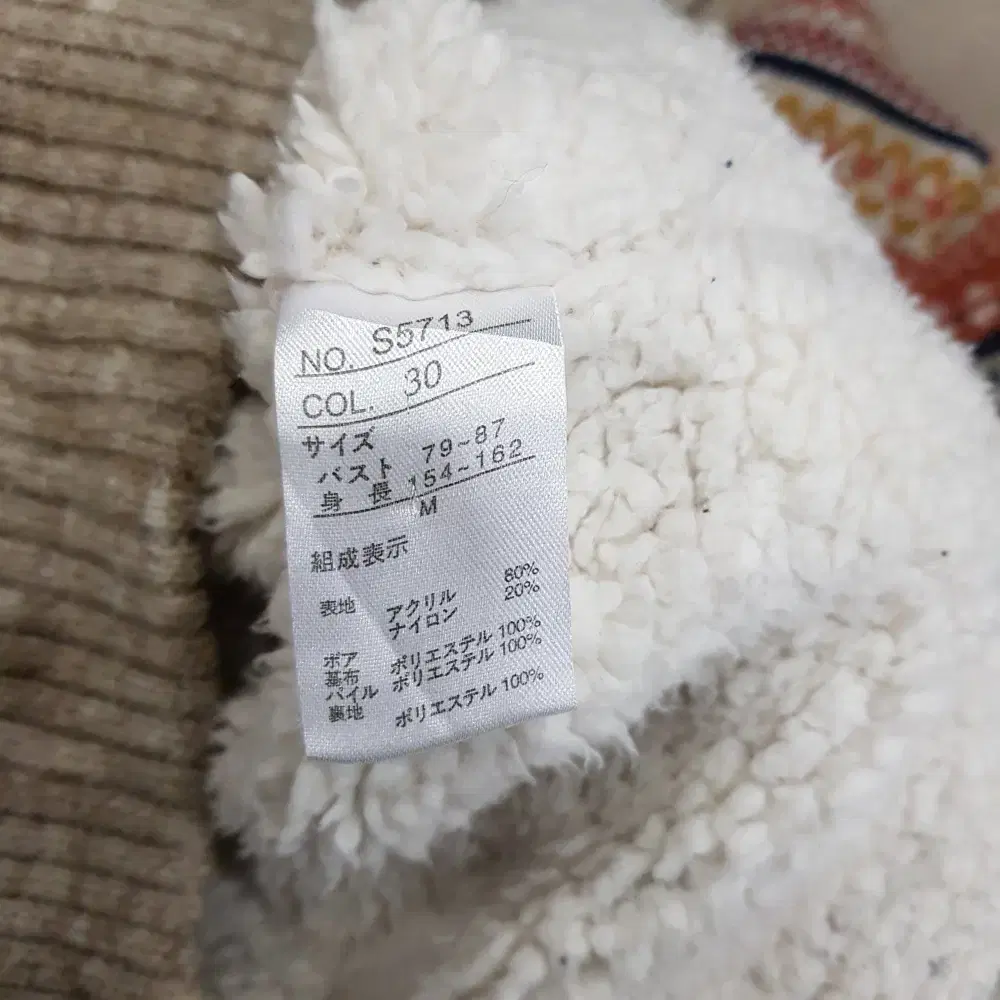 NO. S5713
COL. 30
サイズ
バスト 79~87
身長 154~162
M
組成表示
表地 アクリル 80%
ナイロン 20%
ボア
基布 ポリエステル 100%
パイル ポリエステル 100%
裏地 ポリエステル 100%